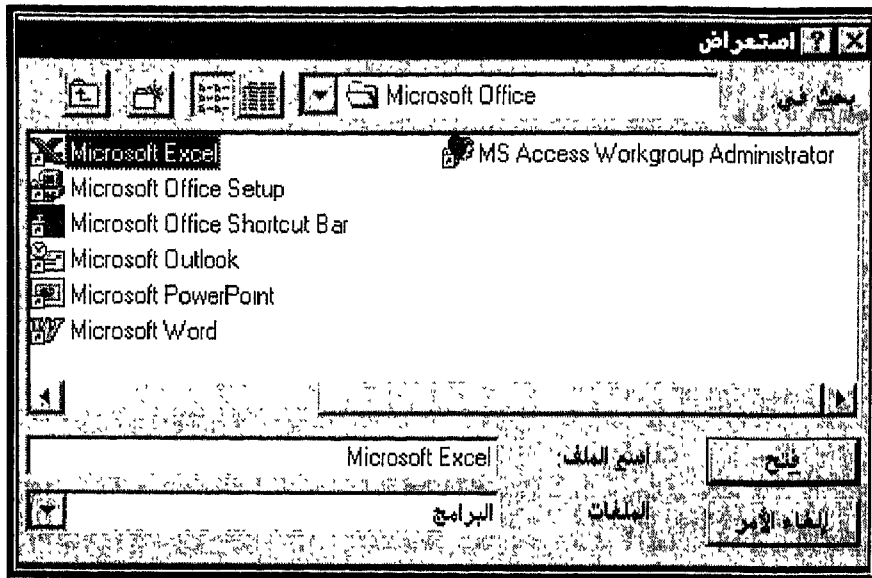 استعراض
بحث في: Microsoft Office
Microsoft Excel
Microsoft Office Setup
Microsoft Office Shortcut Bar
Microsoft Outlook
Microsoft PowerPoint
Microsoft Word
MS Access Workgroup Administrator
اسم الملف: Microsoft Excel
فتح
الملفات البرامج
إلغاء الأمر